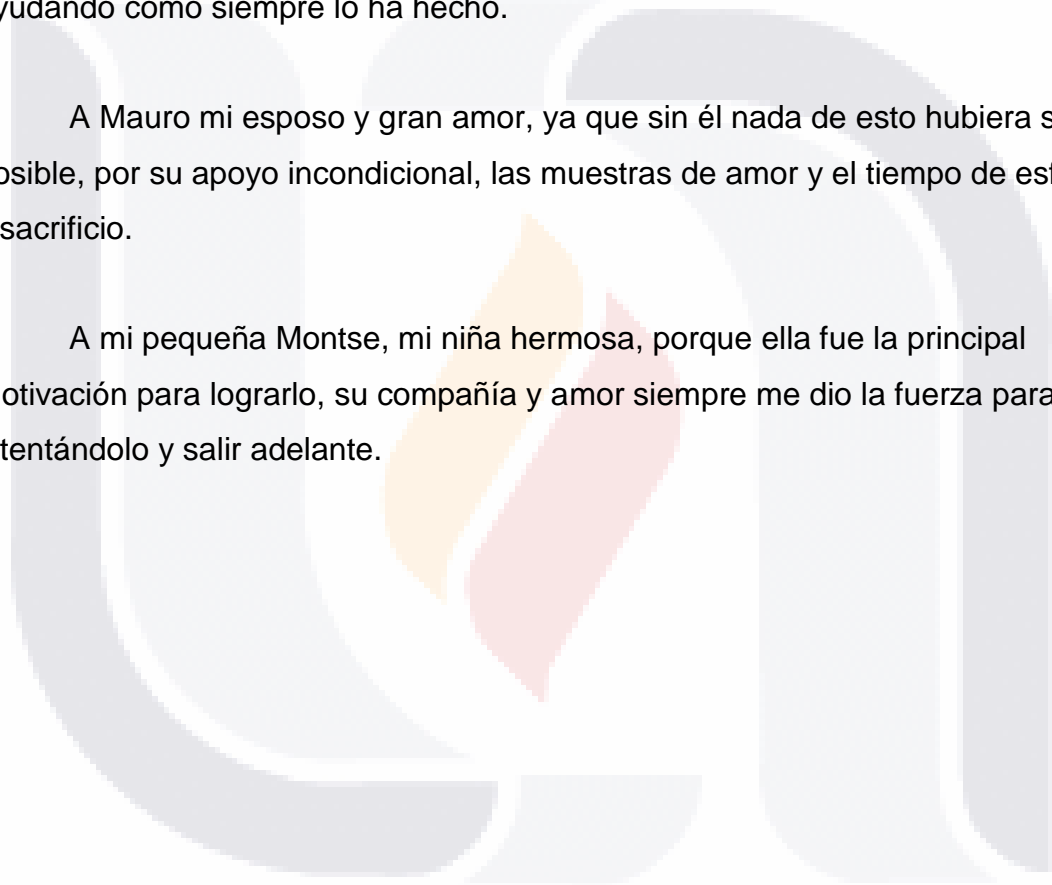 yudando como siempre lo ha hecho.
A Mauro mi esposo y gran amor, ya que sin él nada de esto hubiera s
osible, por su apoyo incondicional, las muestras de amor y el tiempo de esf
sacrificio.
A mi pequeña Montse, mi niña hermosa, porque ella fue la principal
otivación para lograrlo, su compañía y amor siempre me dio la fuerza para
tentándolo y salir adelante.